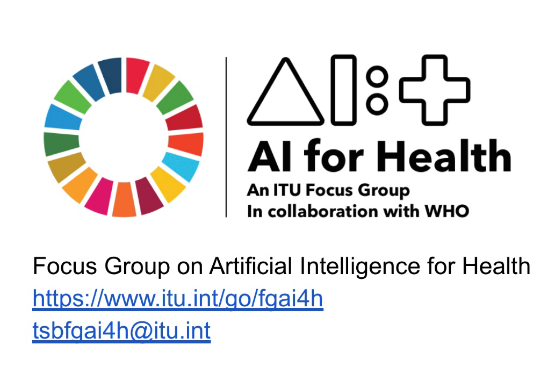 AI for Health
An ITU Focus Group
In collaboration with WHO
Focus Group on Artificial Intelligence for Health
https://www.itu.int/go/fgai4h
tsbfgai4h@itu.int